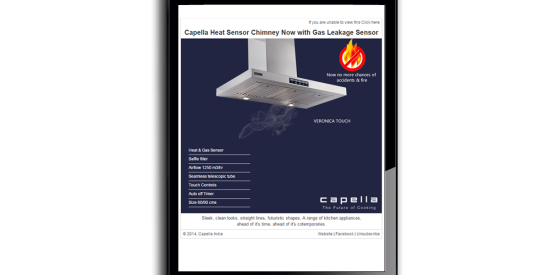 If you are unable to view this Click here
Capella Heat Sensor Chimney Now with Gas Leakage Sensor
Now no more chances of
accidents & fire
VERONICA TOUCH
Heat & Gas Sensor
Baffle filter
Airflow 1250 m3/hr
Seamless telescopic tube
Touch Controls
Auto off Timer
Size 60/90 cms
capella
The Future of Cooking
Sleek, clean looks, straight lines, futuristic shapes, A range of kitchen appliances,
ahead of it's time, ahead of it's cotemporates.
© 2014, Capella India
Website | Facebook | Unsuscribe